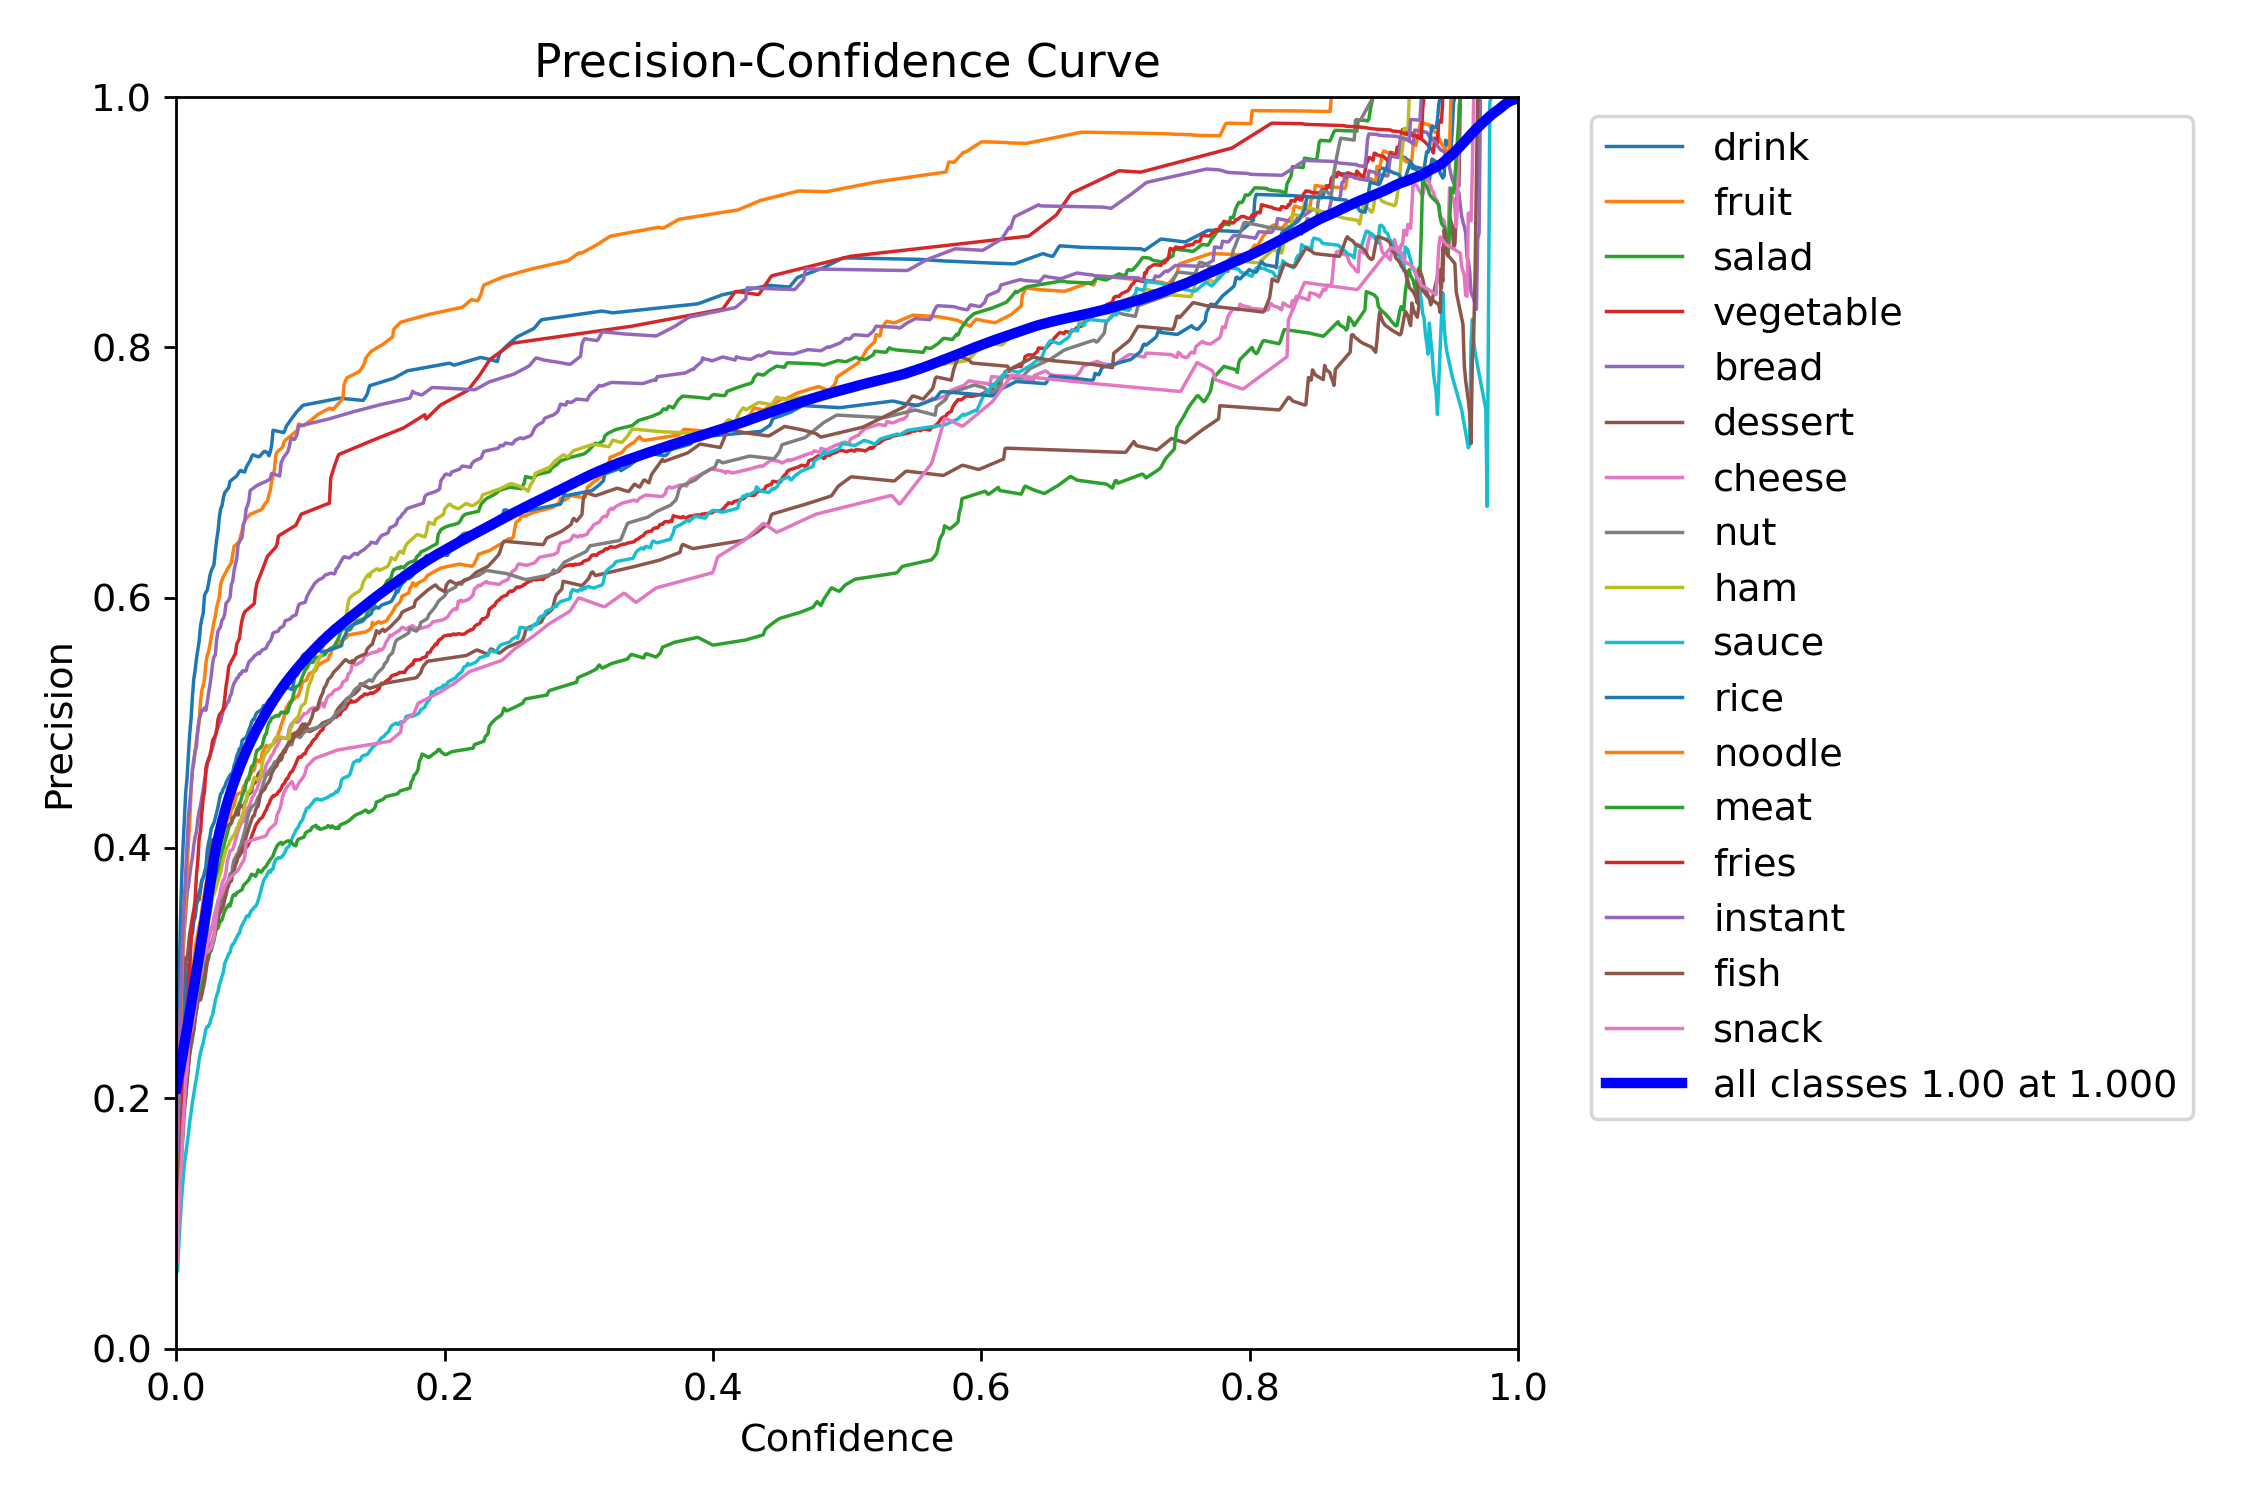 Precision-Confidence Curve
1.0
0.8
0.6
0.4
0.2
0.0
Precision
0.0 0.2 0.4 0.6 0.8 1.0
Confidence
drink
fruit
salad
vegetable
bread
dessert
cheese
nut
ham
sauce
rice
noodle
meat
fries
instant
fish
snack
all classes 1.00 at 1.000